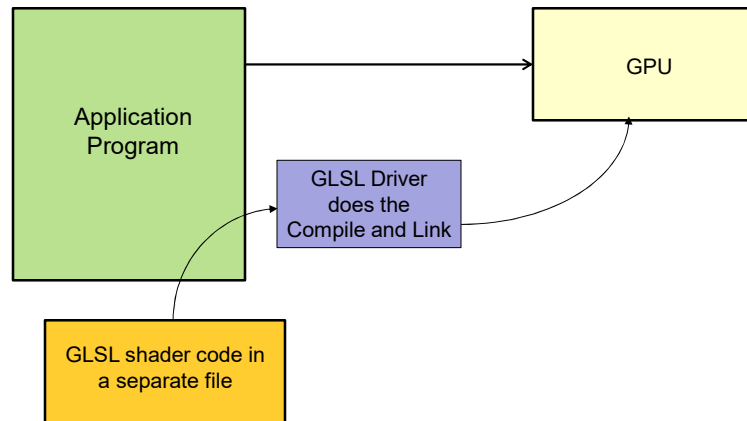 Application
Program
GPU
GLSL Driver
does the
Compile and Link
GLSL shader code in
a separate file